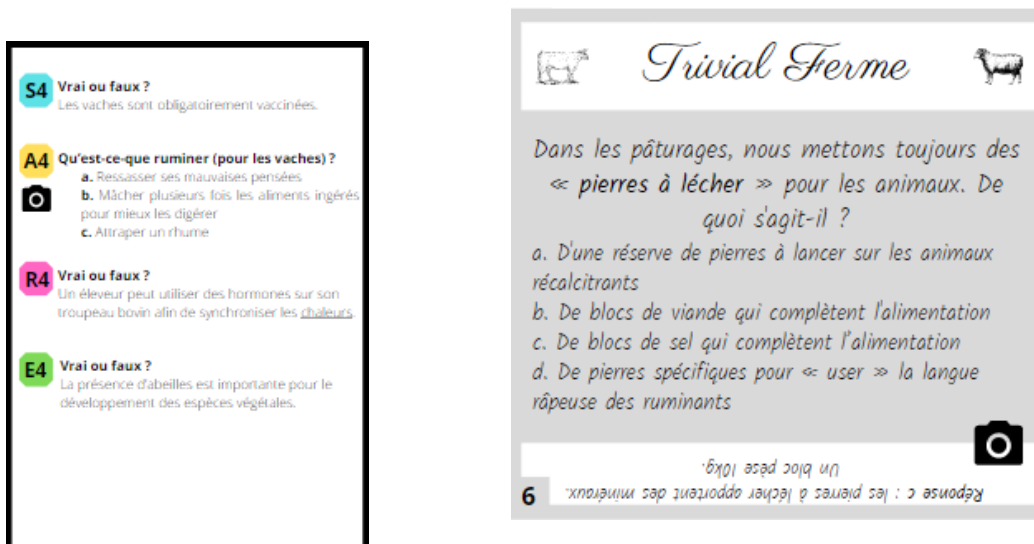 S4 Vrai ou faux ?
Les vaches sont obligatoirement vaccinées.
A4 Qu'est-ce-que ruminer (pour les vaches) ?
a. Ressasser ses mauvaises pensées
b. Mâcher plusieurs fois les aliments ingérés
pour mieux les digérer
c. Attraper un rhume
R4 Vrai ou faux ?
Un éleveur peut utiliser des hormones sur son
troupeau bovin afin de synchroniser les chaleurs.
E4 Vrai ou faux ?
La présence d'abeilles est importante pour le
développement des espèces végétales.
Trivial Ferme
Dans les pâturages, nous mettons toujours des
« pierres à lécher » pour les animaux. De
quoi s'agit-il ?
a. D'une réserve de pierres à lancer sur les animaux
récalcitrants
b. De blocs de viande qui complètent l'alimentation
c. De blocs de sel qui complètent l'alimentation
d. De pierres spécifiques pour « user » la langue
râpeuse des ruminants
Réponse c : les pierres à lécher apportent des minéraux.
Un bloc pèse 10kg.
6